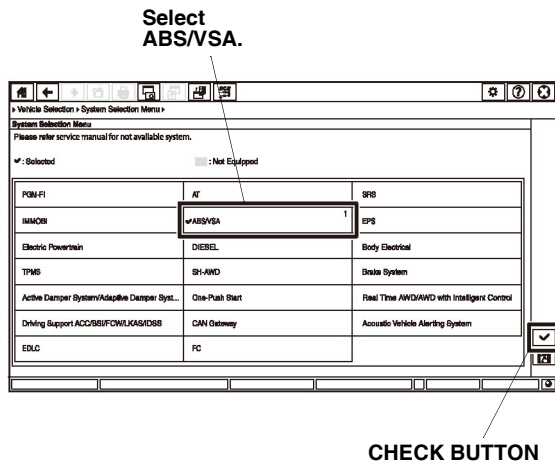 Select
ABS/VSA.
Vehicle Selection System Selection Menu
System Selection Menu
Please refer service manual for not available system.
✔: Selected : Not Equipped
PGM-FI AT SRS
IMMOBI ✔ABS/VSA 1 EPS
Electric Powertrain DIESEL Body Electrical
TPMS SH-AWD Brake System
Active Damper System/Adaptive Damper Syst... One-Push Start Real Time AWD/AWD with Intelligent Control
Driving Support ACC/BSI/FCW/LKAS/IDSS CAN Gateway Acoustic Vehicle Alerting System
EDLC FC
CHECK BUTTON